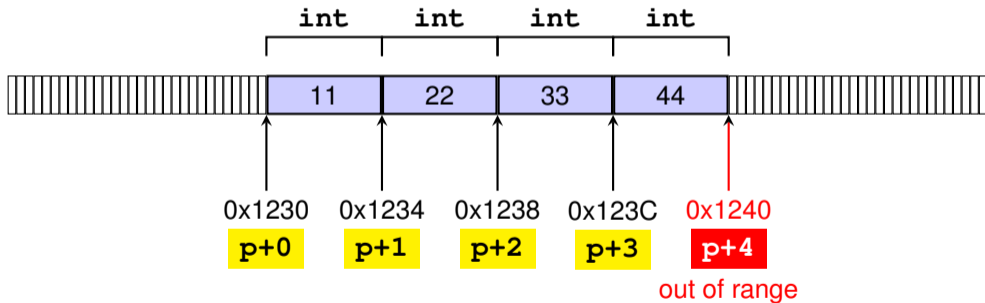 int int int int
11 22 33 44
0x1230 0x1234 0x1238 0x123C 0x1240
p+0 p+1 p+2 p+3 p+4
out of range